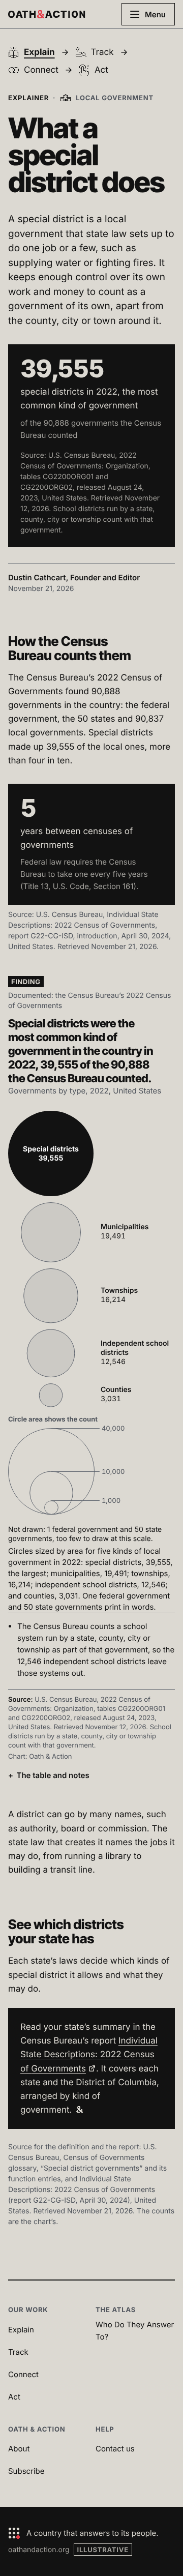 OATH&ACTION
Menu
Explain → Track →
Connect → Act
EXPLAINER · LOCAL GOVERNMENT
What a
special
district does
A special district is a local
government that state law sets up to
do one job or a few, such as
supplying water or fighting fires. It
keeps enough control over its own
work and money to count as a
government of its own, apart from
the county, city or town around it.
39,555
special districts in 2022, the most
common kind of government
of the 90,888 governments the Census
Bureau counted
Source: U.S. Census Bureau, 2022
Census of Governments: Organization,
tables CG2200ORG01 and
CG2200ORG02, released August 24,
2023, United States. Retrieved November
12, 2026. School districts run by a state,
county, city or township count with that
government.
Dustin Cathcart, Founder and Editor
November 21, 2026
How the Census
Bureau counts them
The Census Bureau's 2022 Census of
Governments found 90,888
governments in the country: the federal
government, the 50 states and 90,837
local governments. Special districts
made up 39,555 of the local ones, more
than four in ten.
5
years between censuses of
governments
Federal law requires the Census
Bureau to take one every five years
(Title 13, U.S. Code, Section 161).
Source: U.S. Census Bureau, Individual State
Descriptions: 2022 Census of Governments,
report G22-CG-ISD, introduction, April 30, 2024,
United States. Retrieved November 21, 2026.
FINDING
Documented: the Census Bureau's 2022 Census
of Governments
Special districts were the
most common kind of
government in the country in
2022, 39,555 of the 90,888
the Census Bureau counted.
Governments by type, 2022, United States
Special districts
39,555
Municipalities
19,491
Townships
16,214
Independent school
districts
12,546
Counties
3,031
Circle area shows the count
40,000
10,000
1,000
Not drawn: 1 federal government and 50 state
governments, too few to draw at this scale.
Circles sized by area for five kinds of local
government in 2022: special districts, 39,555,
the largest; municipalities, 19,491; townships,
16,214; independent school districts, 12,546;
and counties, 3,031. One federal government
and 50 state governments print in words.
• The Census Bureau counts a school
system run by a state, county, city or
township as part of that government, so the
12,546 independent school districts leave
those systems out.
Source: U.S. Census Bureau, 2022 Census of
Governments: Organization, tables CG2200ORG01
and CG2200ORG02, released August 24, 2023,
United States. Retrieved November 12, 2026. School
districts run by a state, county, city or township
count with that government.
Chart: Oath & Action
+ The table and notes
A district can go by many names, such
as authority, board or commission. The
state law that creates it names the jobs it
may do, from running a library to
building a transit line.
See which districts
your state has
Each state's laws decide which kinds of
special district it allows and what they
may do.
Read your state's summary in the
Census Bureau's report Individual
State Descriptions: 2022 Census
of Governments. It covers each
state and the District of Columbia,
arranged by kind of
government. &
Source for the definition and the report: U.S.
Census Bureau, Census of Governments
glossary, "Special district governments" and its
function entries, and Individual State
Descriptions: 2022 Census of Governments
(report G22-CG-ISD, April 30, 2024), United
States. Retrieved November 21, 2026. The counts
are the chart's.
OUR WORK
Explain
Track
Connect
Act
THE ATLAS
Who Do They Answer
To?
OATH & ACTION
About
Subscribe
HELP
Contact us
A country that answers to its people.
oathandaction.org ILLUSTRATIVE